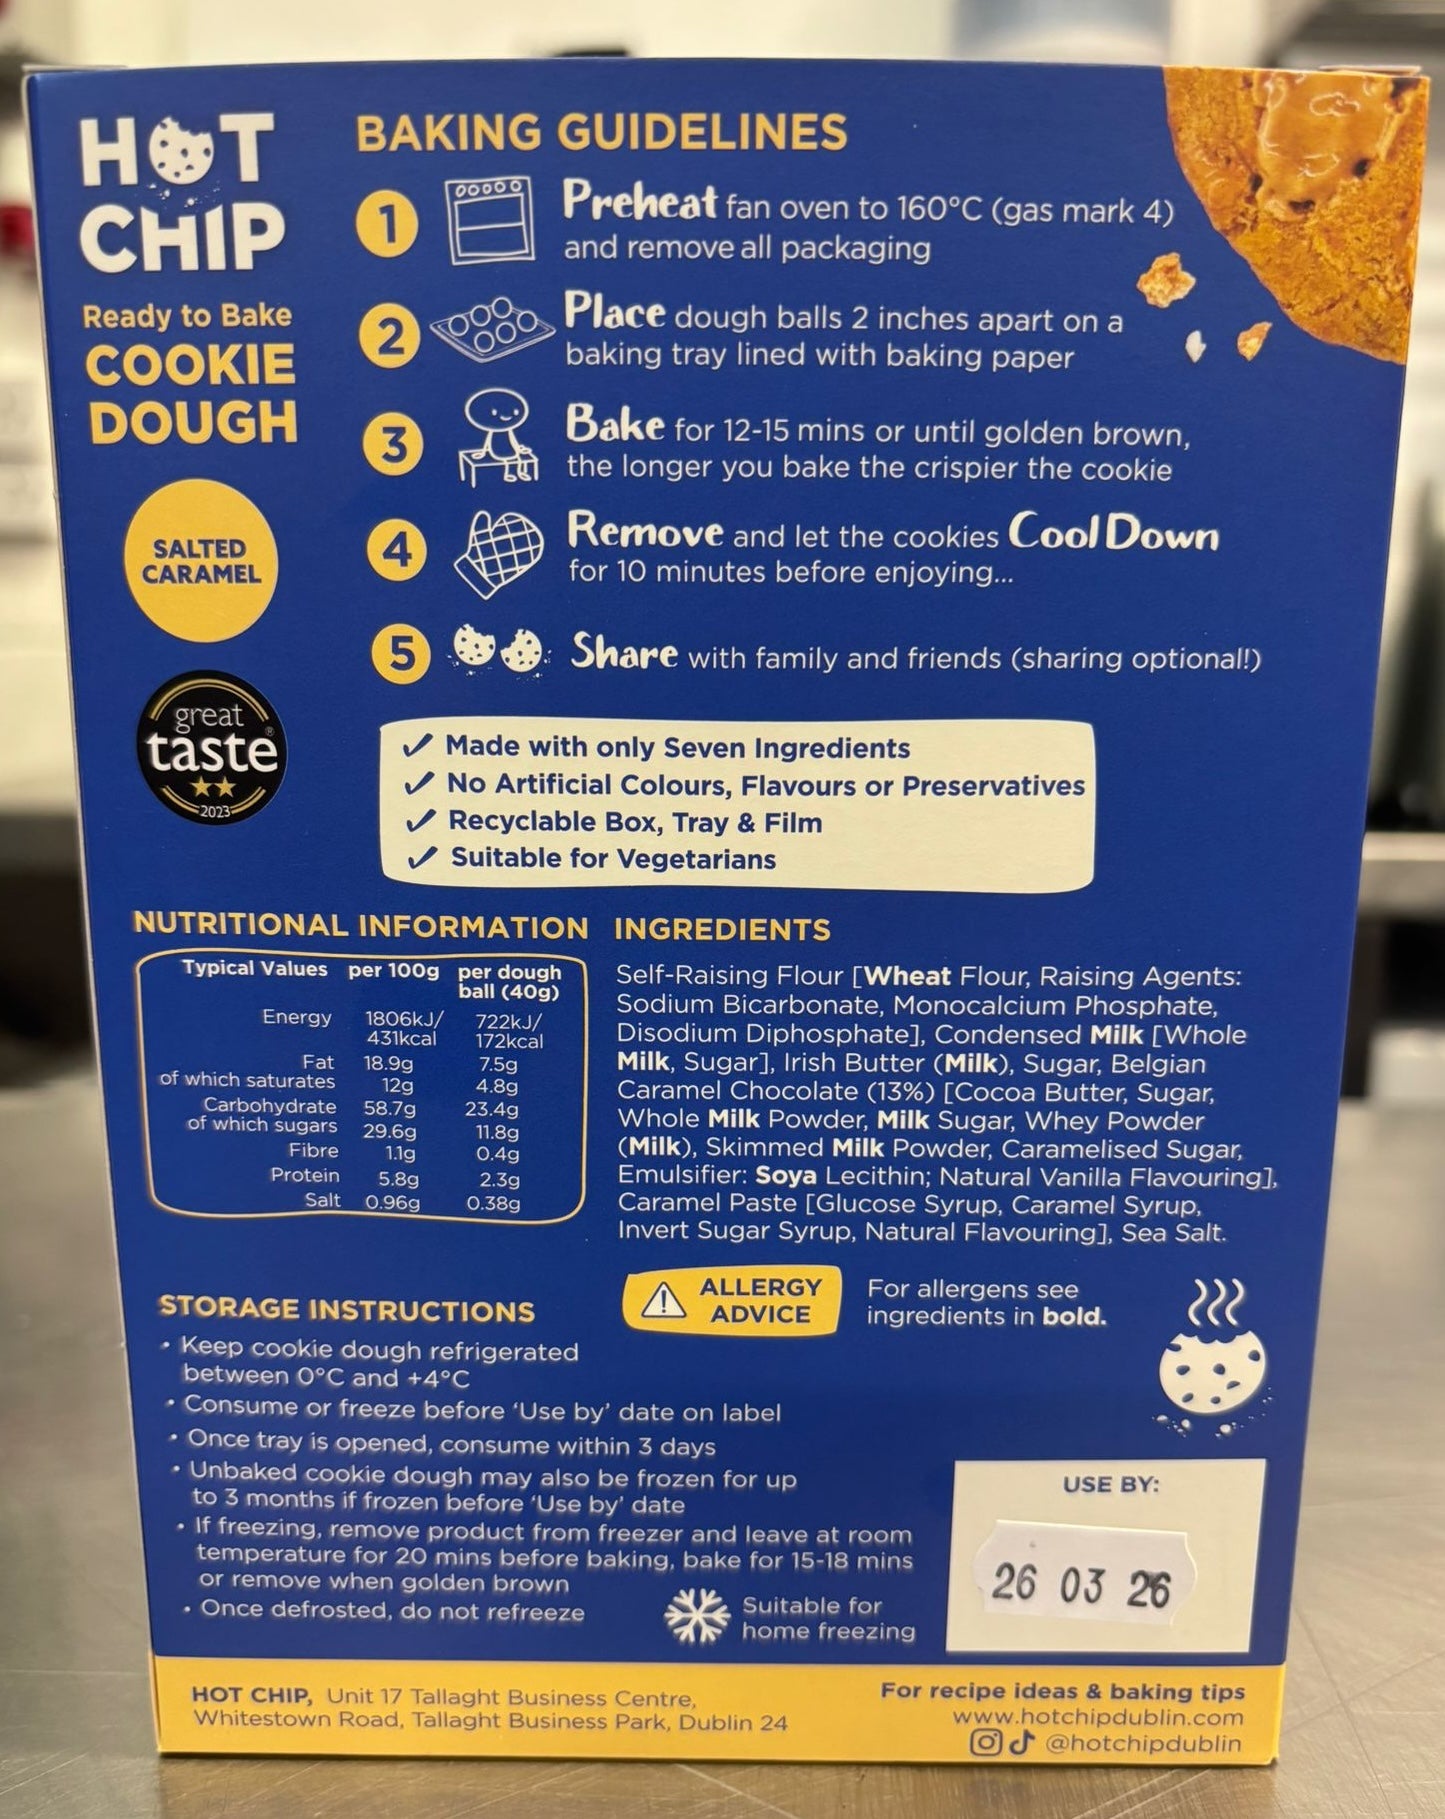 HOT
CHIP
Ready to Bake
COOKIE
DOUGH
SALTED
CARAMEL
great
taste
2023
BAKING GUIDELINES
1 Preheat fan oven to 160°C (gas mark 4)
and remove all packaging
2 Place dough balls 2 inches apart on a
baking tray lined with baking paper
3 Bake for 12-15 mins or until golden brown,
the longer you bake the crispier the cookie
4 Remove and let the cookies Cool Down
for 10 minutes before enjoying...
5 Share with family and friends (sharing optional!)
✓ Made with only Seven Ingredients
✓ No Artificial Colours, Flavours or Preservatives
✓ Recyclable Box, Tray & Film
✓ Suitable for Vegetarians
NUTRITIONAL INFORMATION
Typical Values per 100g per dough
ball (40g)
Energy 1806kJ/ 722kJ/
431kcal 172kcal
Fat 18.9g 7.5g
of which saturates 12g 4.8g
Carbohydrate 58.7g 23.4g
of which sugars 29.6g 11.8g
Fibre 1.1g 0.4g
Protein 5.8g 2.3g
Salt 0.96g 0.38g
INGREDIENTS
Self-Raising Flour [Wheat Flour, Raising Agents:
Sodium Bicarbonate, Monocalcium Phosphate,
Disodium Diphosphate], Condensed Milk [Whole
Milk, Sugar], Irish Butter (Milk), Sugar, Belgian
Caramel Chocolate (13%) [Cocoa Butter, Sugar,
Whole Milk Powder, Milk Sugar, Whey Powder
(Milk), Skimmed Milk Powder, Caramelised Sugar,
Emulsifier: Soya Lecithin; Natural Vanilla Flavouring],
Caramel Paste [Glucose Syrup, Caramel Syrup,
Invert Sugar Syrup, Natural Flavouring], Sea Salt.
ALLERGY
ADVICE
For allergens see
ingredients in bold.
STORAGE INSTRUCTIONS
• Keep cookie dough refrigerated
between 0°C and +4°C
• Consume or freeze before ‘Use by’ date on label
• Once tray is opened, consume within 3 days
• Unbaked cookie dough may also be frozen for up
to 3 months if frozen before ‘Use by’ date
• If freezing, remove product from freezer and leave at room
temperature for 20 mins before baking, bake for 15-18 mins
or remove when golden brown
• Once defrosted, do not refreeze
Suitable for
home freezing
USE BY:
26 03 26
HOT CHIP, Unit 17 Tallaght Business Centre,
Whitestown Road, Tallaght Business Park, Dublin 24
For recipe ideas & baking tips
www.hotchipdublin.com
@hotchipdublin